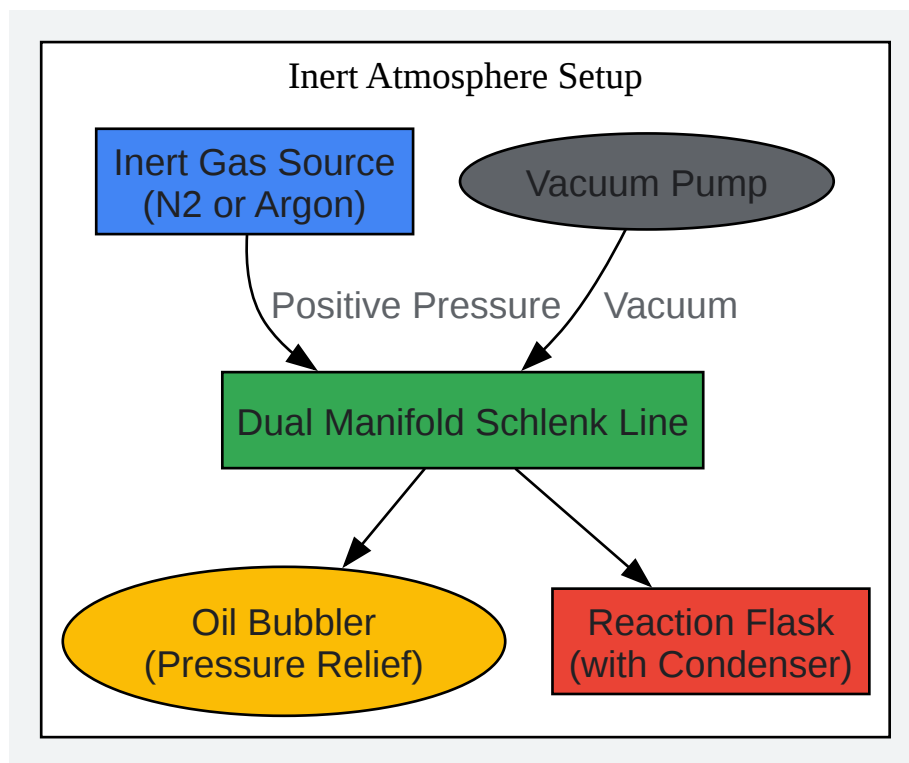 Inert Atmosphere Setup
Inert Gas Source
(N2 or Argon)
Vacuum Pump
Positive Pressure
Vacuum
Dual Manifold Schlenk Line
Oil Bubbler
(Pressure Relief)
Reaction Flask
(with Condenser)